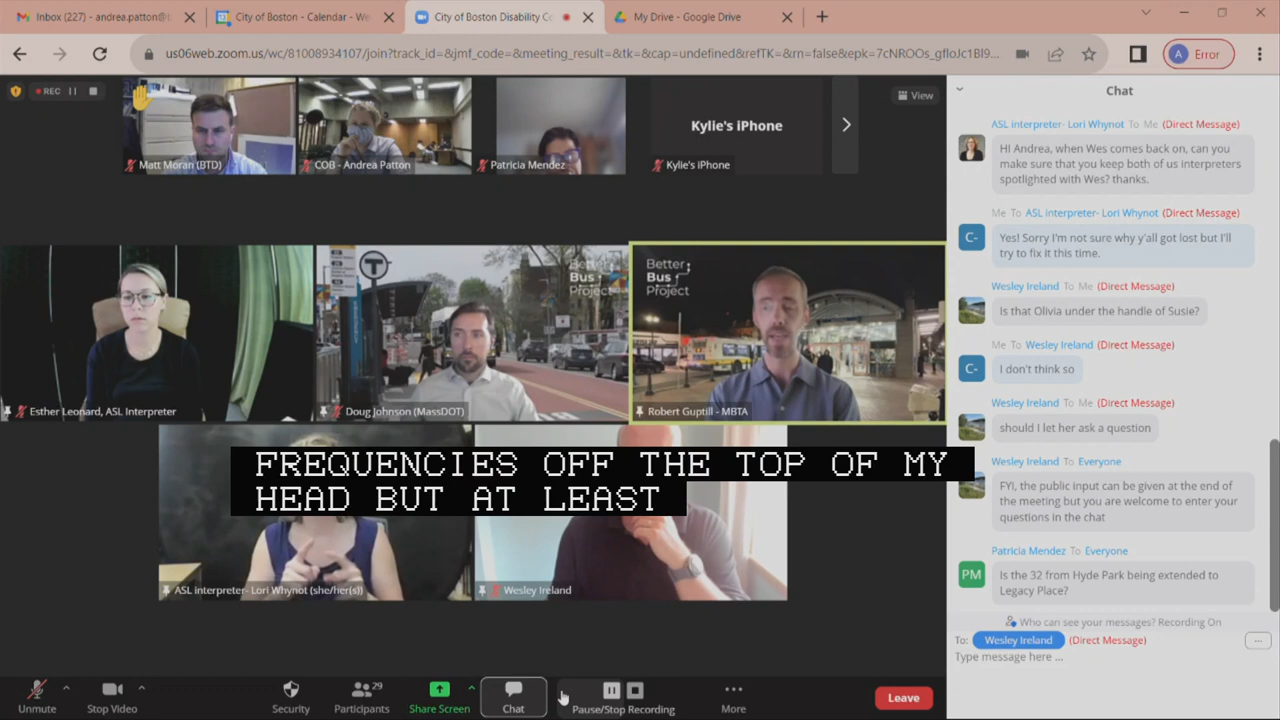 Inbox (227) - andrea.patton@
City of Boston - Calendar - We
City of Boston Disability Co
My Drive - Google Drive
us06web.zoom.us/wc/81008934107/join?track_id=&jmf_code=&meeting_result=&tk=&cap=undefined&refTK=&rn=false&epk=7cNROOs_gfloJc1Bl9...
A Error
REC
View
Matt Moran (BTD)
COB - Andrea Patton
Patricia Mendez
Kylie's iPhone
Kylie's iPhone
Esther Leonard, ASL Interpreter
T
Better
Bus
Project
Doug Johnson (MassDOT)
Better
Bus
Project
Robert Guptill - MBTA
FREQUENCIES OFF THE TOP OF MY
HEAD BUT AT LEAST
ASL interpreter- Lori Whynot (she/her(s))
Wesley Ireland
Chat
ASL interpreter- Lori Whynot To Me (Direct Message)
HI Andrea, when Wes comes back on, can you
make sure that you keep both of us interpreters
spotlighted with Wes? thanks.
Me To ASL interpreter- Lori Whynot (Direct Message)
C-
Yes! Sorry I'm not sure why y'all got lost but I'll
try to fix it this time.
Wesley Ireland To Me (Direct Message)
Is that Olivia under the handle of Susie?
Me To Wesley Ireland (Direct Message)
C-
I don't think so
Wesley Ireland To Me (Direct Message)
should I let her ask a question
Wesley Ireland To Everyone
FYI, the public input can be given at the end of
the meeting but you are welcome to enter your
questions in the chat
Patricia Mendez To Everyone
PM
Is the 32 from Hyde Park being extended to
Legacy Place?
Who can see your messages? Recording On
To: Wesley Ireland (Direct Message)
Type message here ...
Unmute
Stop Video
Security
29
Participants
Share Screen
Chat
Pause/Stop Recording
More
Leave